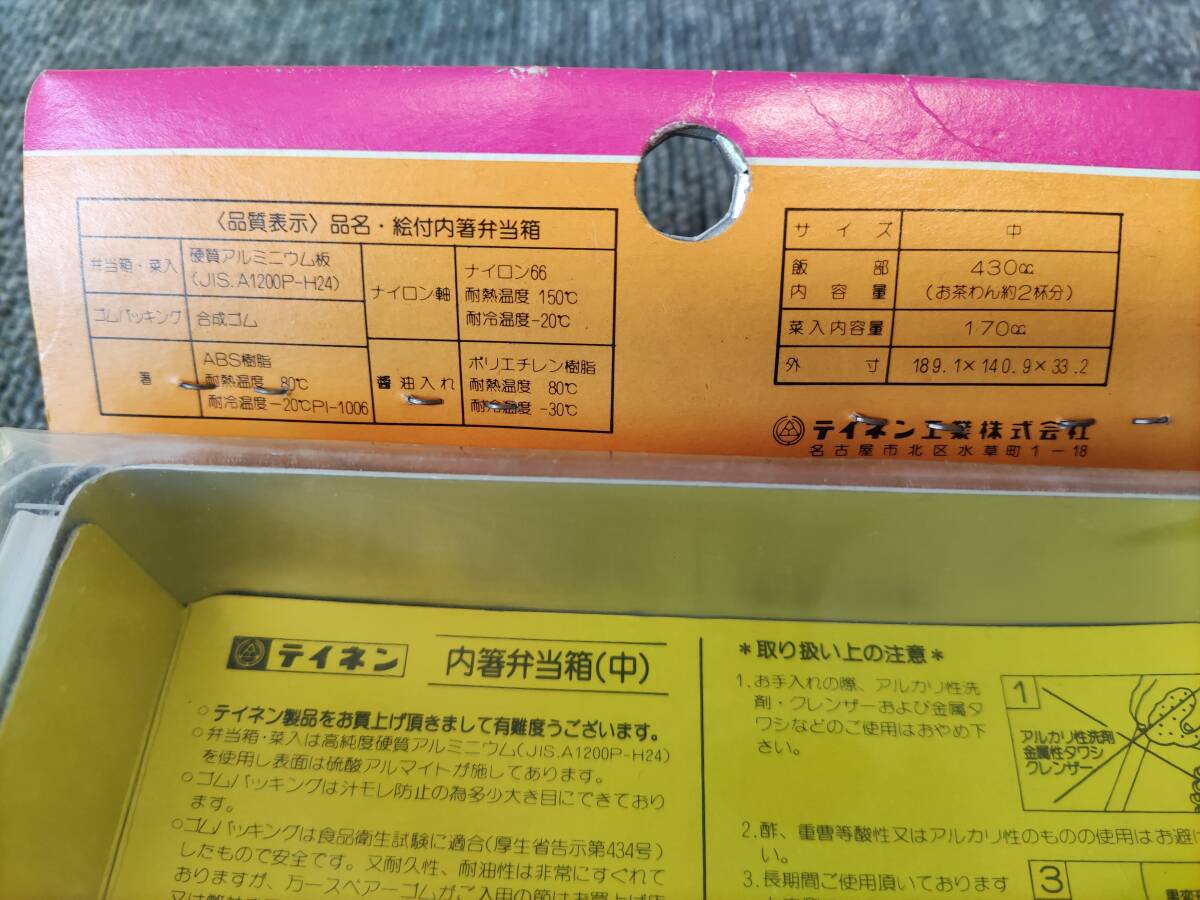 〈品質表示〉品名・絵付内箸弁当箱
弁当箱・菜入
硬質アルミニウム板
(JIS.A1200P-H24)
ゴムパッキング
合成ゴム
箸
ABS樹脂
耐熱温度 80℃
耐冷温度-20℃PI-1006
ナイロン軸
ナイロン66
耐熱温度 150℃
耐冷温度-20℃
醤油入れ
ポリエチレン樹脂
耐熱温度 80℃
耐冷温度 -30℃
サイズ
中
飯部
内容量
430cc
(お茶わん約2杯分)
菜入内容量
170cc
外寸
189.1×140.9×33.2
テイネン工業株式会社
名古屋市北区水草町1-18
テイネン
内箸弁当箱(中)
○テイネン製品をお買上げ頂きまして有難度うございます。
○弁当箱・菜入は高純度硬質アルミニウム(JIS.A1200P-H24)
を使用し表面は硫酸アルマイトが施してあります。
○ゴムパッキングは汁モレ防止の為多少大き目にできており
ます。
○ゴムパッキングは食品衛生試験に適合(厚生省告示第434号)
したもので安全です。又耐久性、耐油性は非常にすぐれて
おりますが、万一スペアーゴムがご入用の節はお買上げ店
*取り扱い上の注意*
1.お手入れの際、アルカリ性洗
剤・クレンザーおよび金属タ
ワシなどのご使用はおやめ下
さい。
1
アルカリ性洗剤
金属性タワシ
クレンザー
2.酢、重曹等酸性又はアルカリ性のものの使用はお避け
い。
3.長期間ご使用頂いております
3